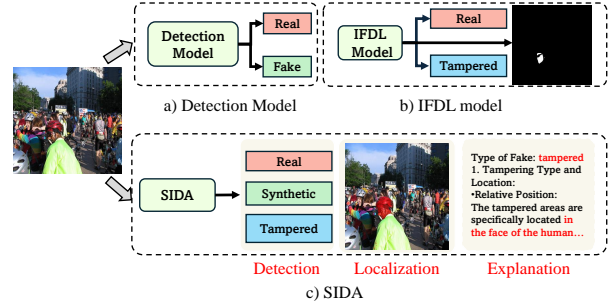 Detection
Model
Real
Fake
a) Detection Model
IFDL
Model
Real
Tampered
b) IFDL model
SIDA
Real
Synthetic
Tampered
Type of Fake: tampered
1. Tampering Type and
Location:
•Relative Position:
The tampered areas are
specifically located in
the face of the human...
Detection
Localization
Explanation
c) SIDA